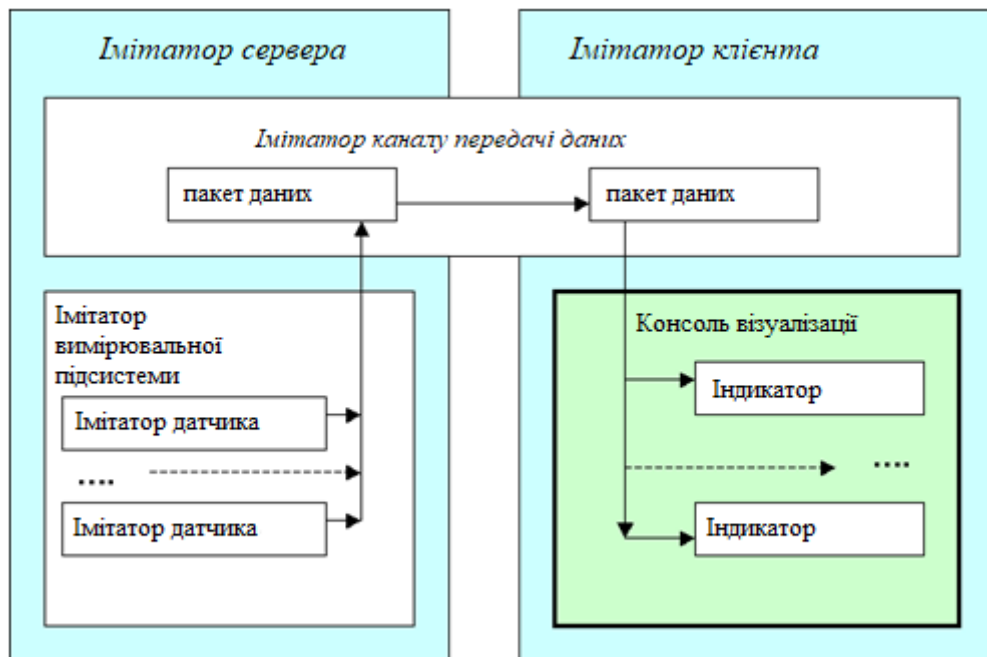 Імітатор сервера
Імітатор клієнта
Імітатор каналу передачі даних
пакет даних
пакет даних
Імітатор
вимірювальної
підсистеми
Імітатор датчика
....
Імітатор датчика
Консоль візуалізації
Індикатор
....
Індикатор